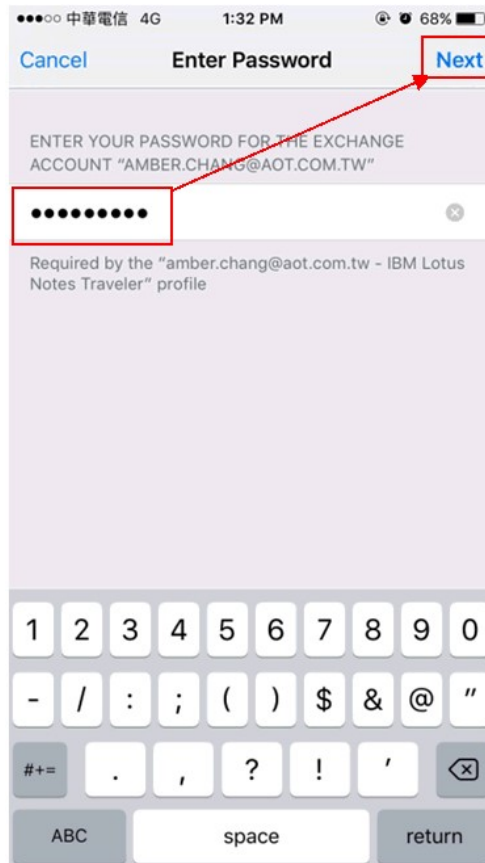 ●●●○○ 中華電信 4G 1:32 PM 68%
Cancel Enter Password Next
ENTER YOUR PASSWORD FOR THE EXCHANGE
ACCOUNT “AMBER.CHANG@AOT.COM.TW”
●●●●●●●●●
Required by the “amber.chang@aot.com.tw - IBM Lotus
Notes Traveler” profile
1 2 3 4 5 6 7 8 9 0
- / : ; ( ) $ & @ "
#+= . , ? ! '
ABC space return